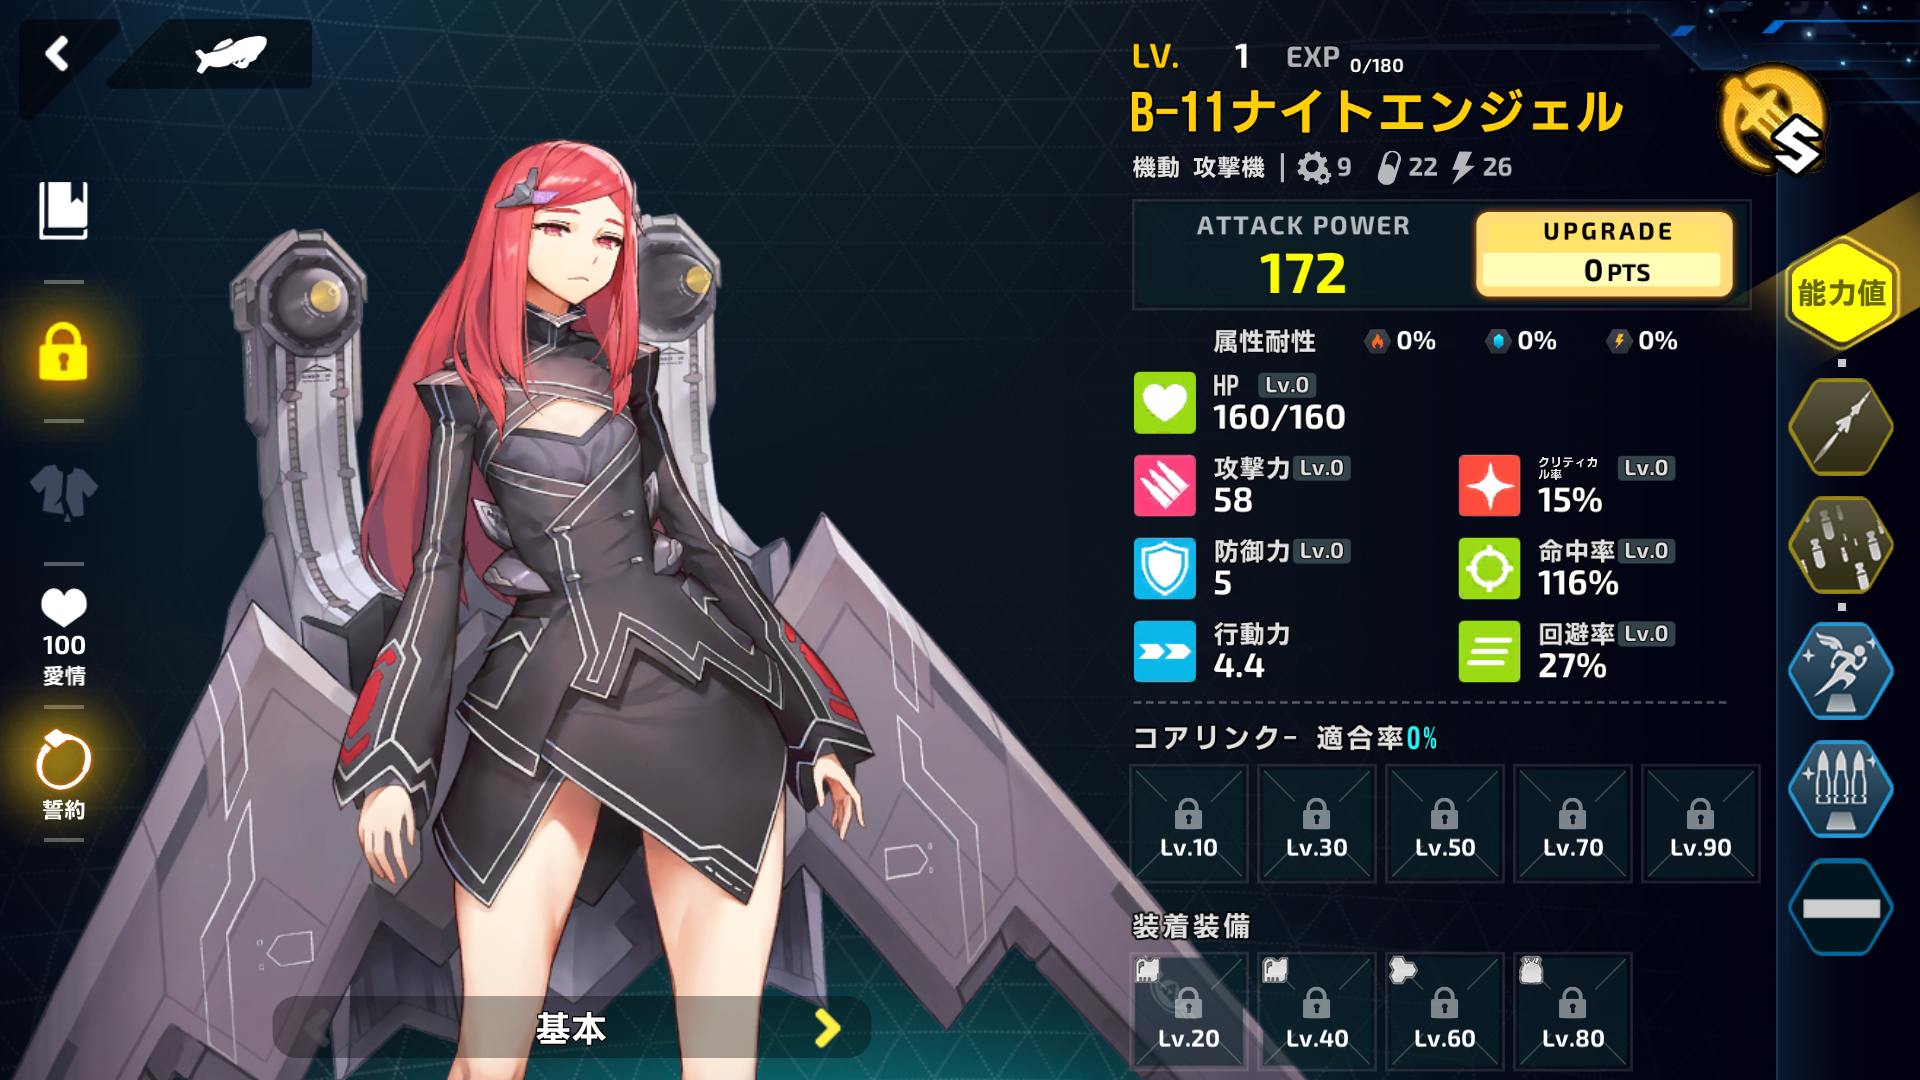 LV. 1 EXP 0/180
B-11ナイトエンジェル
S
機動 攻撃機 | 9 22 26
ATTACK POWER
172
UPGRADE
0 PTS
能力値
属性耐性 0% 0% 0%
HP Lv.0
160/160
攻撃力 Lv.0
58
クリティカル率 Lv.0
15%
防御力 Lv.0
5
命中率 Lv.0
116%
行動力
4.4
回避率 Lv.0
27%
コアリンク- 適合率0%
Lv.10 Lv.30 Lv.50 Lv.70 Lv.90
装着装備
Lv.20 Lv.40 Lv.60 Lv.80
100
愛情
誓約
基本